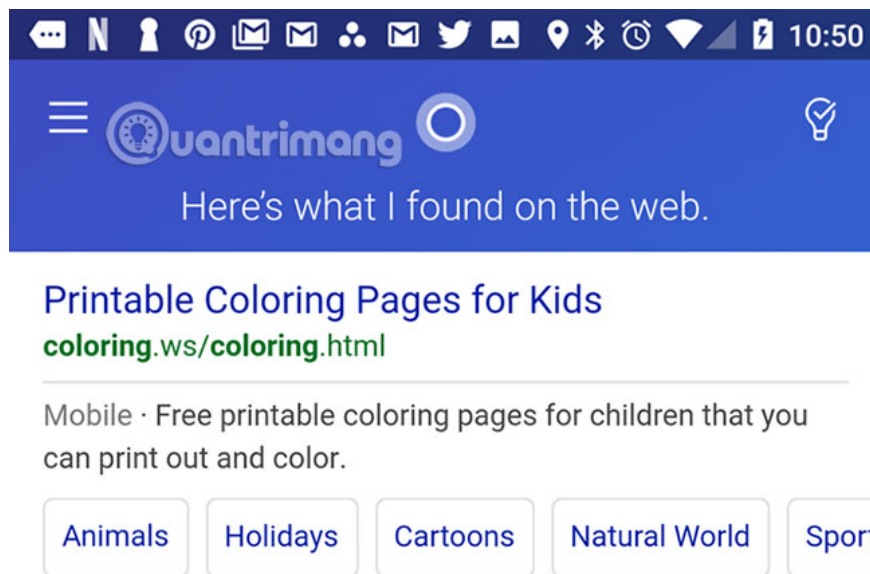 10:50
Quantrimang
Here's what I found on the web.
Printable Coloring Pages for Kids
coloring.ws/coloring.html
Mobile · Free printable coloring pages for children that you
can print out and color.
Animals Holidays Cartoons Natural World Spor